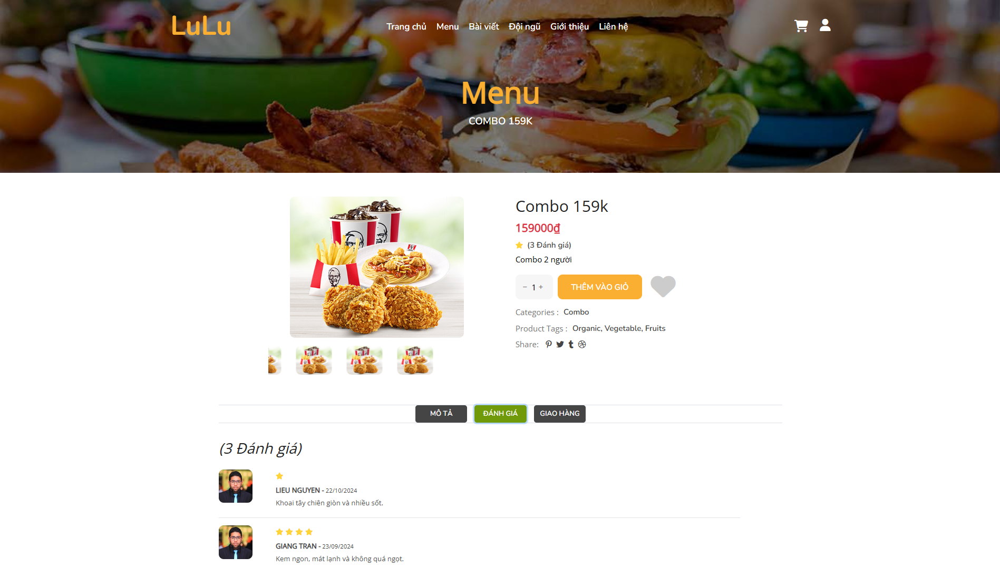 LuLu
Trang chủ Menu Bài viết Đội ngũ Giới thiệu Liên hệ
Menu
COMBO 159K
Combo 159k
159000₫
(3 Đánh giá)
Combo 2 người
− 1 +
THÊM VÀO GIỎ
Categories : Combo
Product Tags : Organic, Vegetable, Fruits
Share:
MÔ TẢ
ĐÁNH GIÁ
GIAO HÀNG
(3 Đánh giá)
LIEU NGUYEN - 22/10/2024
Khoai tây chiên giòn và nhiều sốt.
GIANG TRAN - 23/09/2024
Kem ngon, mát lạnh và không quá ngọt.